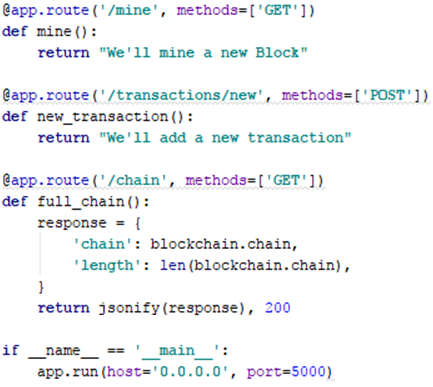 @app.route('/mine', methods=['GET'])
def mine():
    return "We'll mine a new Block"

@app.route('/transactions/new', methods=['POST'])
def new_transaction():
    return "We'll add a new transaction"

@app.route('/chain', methods=['GET'])
def full_chain():
    response = {
        'chain': blockchain.chain,
        'length': len(blockchain.chain),
    }
    return jsonify(response), 200

if __name__ == '__main__':
    app.run(host='0.0.0.0', port=5000)